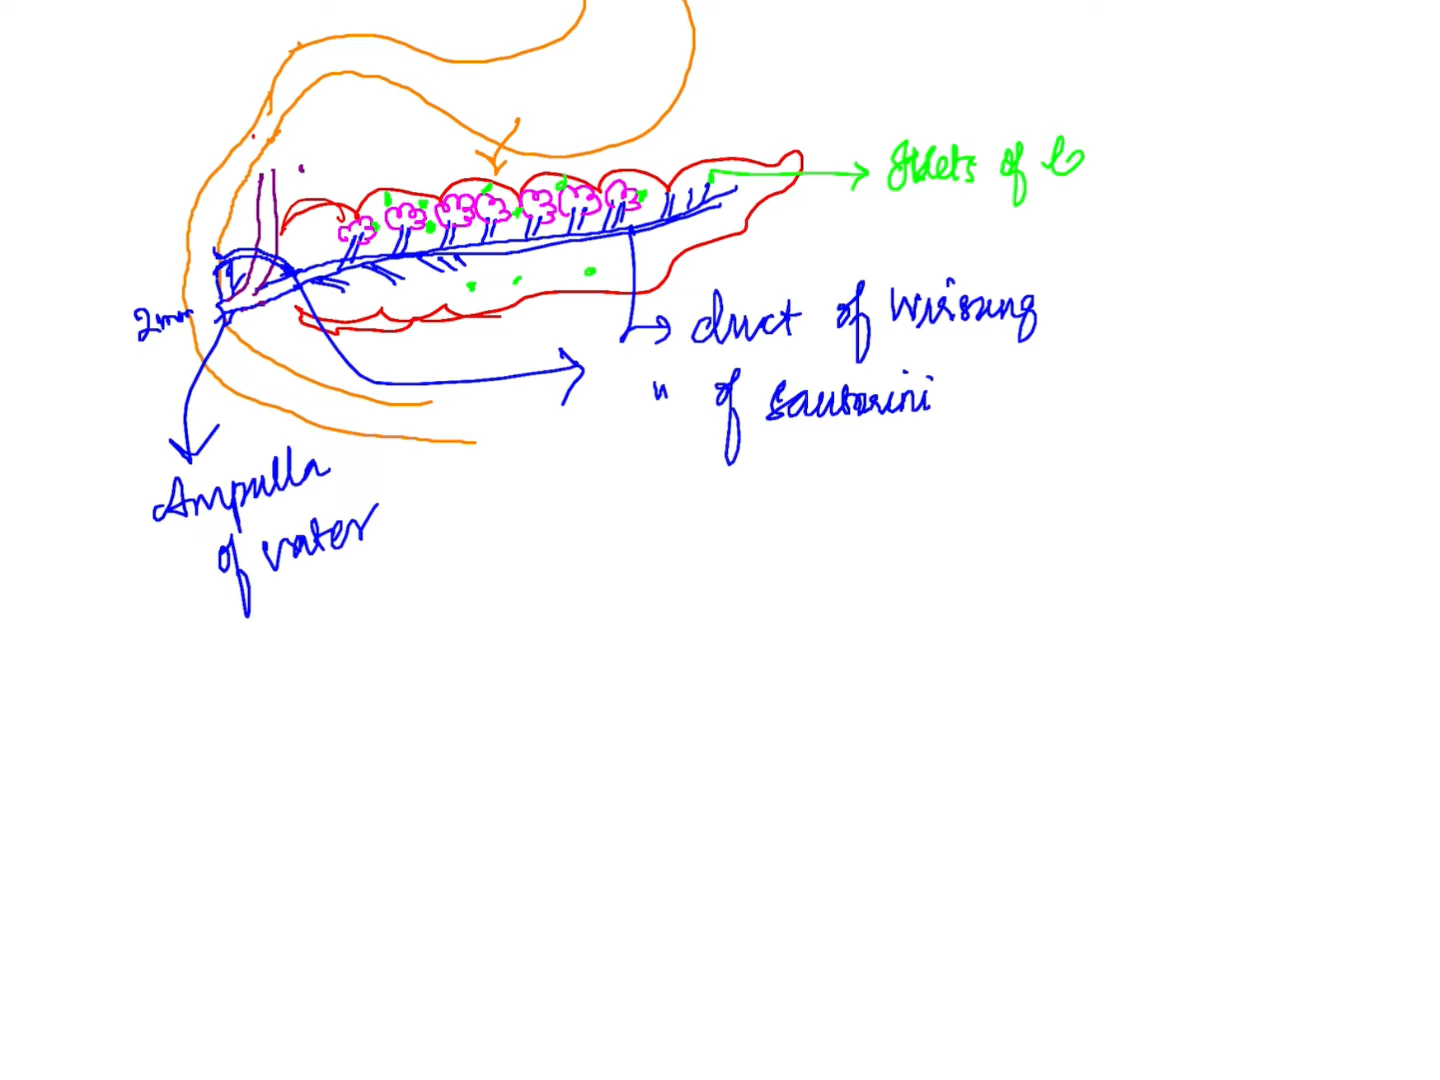 Islets of L
2mm
duct of Wirsung
" of Santorini
Ampulla
of vater